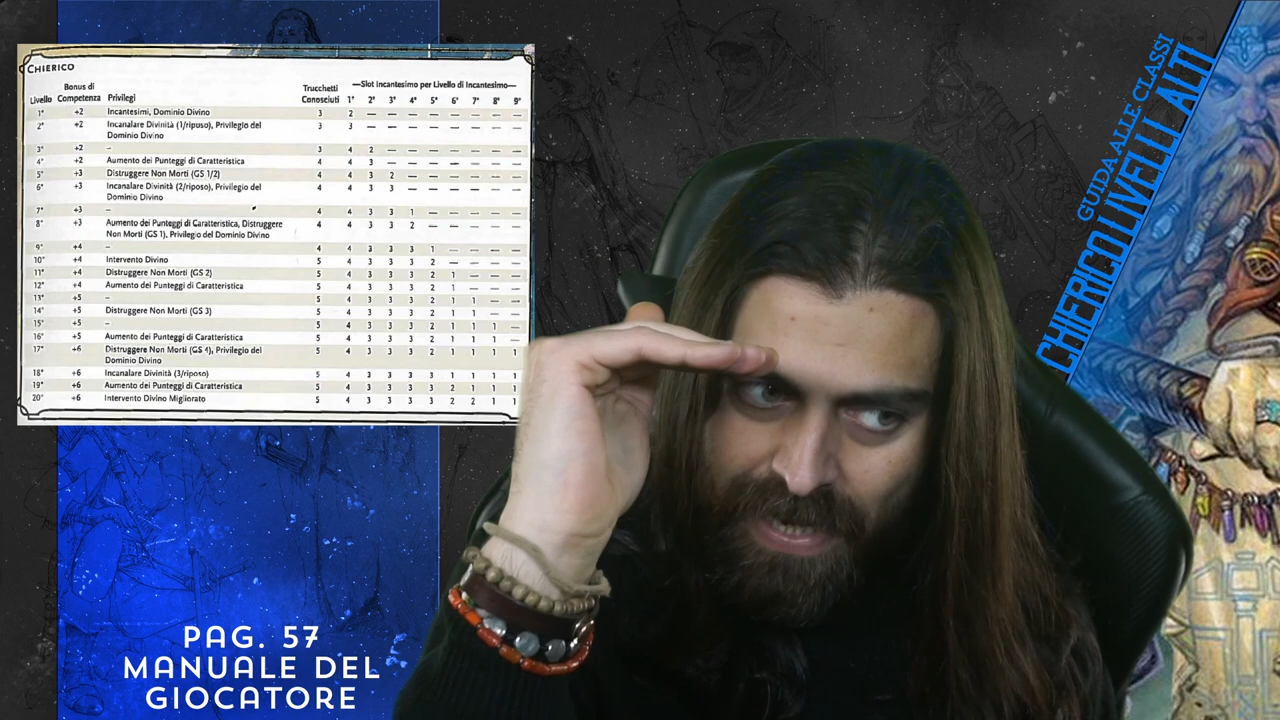 CHIERICO
Bonus di Trucchetti —Slot Incantesimo per Livello di Incantesimo—
Livello Competenza Privilegi Conosciuti 1° 2° 3° 4° 5° 6° 7° 8° 9°
1° +2 Incantesimi, Dominio Divino 3 2 — — — — — — — —
2° +2 Incanalare Divinità (1/riposo), Privilegio del 3 3 — — — — — — — —
Dominio Divino
3° +2 – 3 4 2 — — — — — — —
4° +2 Aumento dei Punteggi di Caratteristica 4 4 3 — — — — — — —
5° +3 Distruggere Non Morti (GS 1/2) 4 4 3 2 — — — — — —
6° +3 Incanalare Divinità (2/riposo), Privilegio del 4 4 3 3 — — — — — —
Dominio Divino
7° +3 – 4 4 3 3 1 — — — — —
8° +3 Aumento dei Punteggi di Caratteristica, Distruggere 4 4 3 3 2 — — — — —
Non Morti (GS 1), Privilegio del Dominio Divino
9° +4 – 4 4 3 3 3 1 — — — —
10° +4 Intervento Divino 5 4 3 3 3 2 — — — —
11° +4 Distruggere Non Morti (GS 2) 5 4 3 3 3 2 1 — — —
12° +4 Aumento dei Punteggi di Caratteristica 5 4 3 3 3 2 1 — — —
13° +5 – 5 4 3 3 3 2 1 1 — —
14° +5 Distruggere Non Morti (GS 3) 5 4 3 3 3 2 1 1 — —
15° +5 – 5 4 3 3 3 2 1 1 1 —
16° +5 Aumento dei Punteggi di Caratteristica 5 4 3 3 3 2 1 1 1 —
17° +6 Distruggere Non Morti (GS 4), Privilegio del 5 4 3 3 3 2 1 1 1 1
Dominio Divino
18° +6 Incanalare Divinità (3/riposo) 5 4 3 3 3 3 1 1 1 1
19° +6 Aumento dei Punteggi di Caratteristica 5 4 3 3 3 3 2 1 1 1
20° +6 Intervento Divino Migliorato 5 4 3 3 3 3 2 2 1 1
GUIDA ALLE CLASSI
CHIERICO LIVELLI ALTI
PAG. 57
MANUALE DEL
GIOCATORE